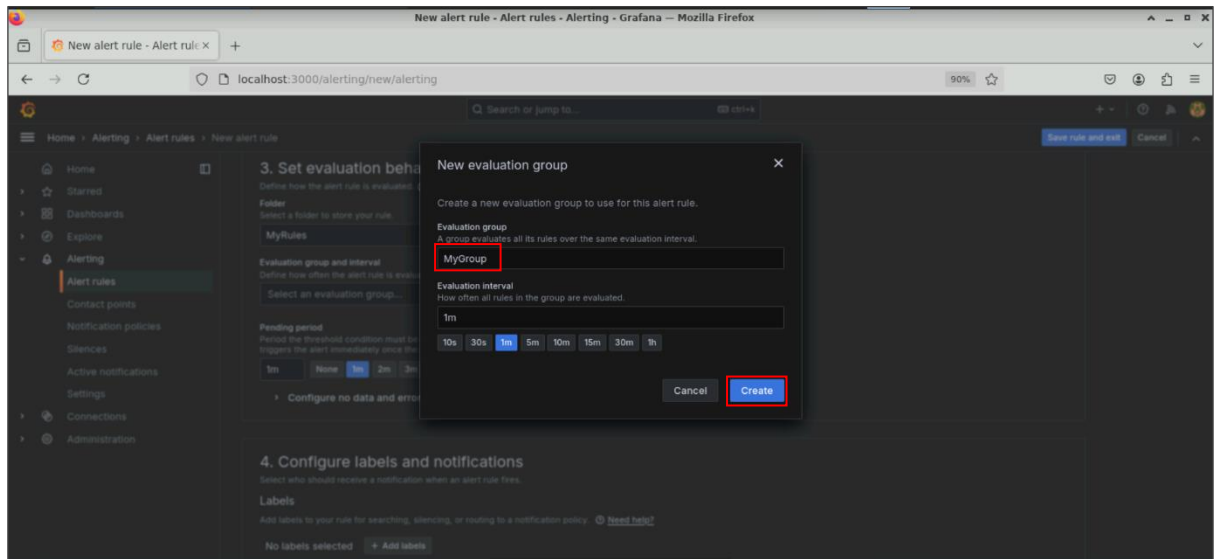 New alert rule - Alert rules - Alerting - Grafana — Mozilla Firefox
New alert rule - Alert rule
localhost:3000/alerting/new/alerting
90%
Search or jump to...
ctrl+k
Home › Alerting › Alert rules › New alert rule
Save rule and exit
Cancel
Home
Starred
Dashboards
Explore
Alerting
Alert rules
Contact points
Notification policies
Silences
Active notifications
Settings
Connections
Administration
3. Set evaluation beha
Define how the alert rule is evaluated.
Folder
Select a folder to store your rule.
MyRules
Evaluation group and interval
Define how often the alert rule is evalu
Select an evaluation group...
Pending period
Period the threshold condition must be
triggers the alert immediately once the
1m None 1m 2m 3m
Configure no data and error
New evaluation group
Create a new evaluation group to use for this alert rule.
Evaluation group
A group evaluates all its rules over the same evaluation interval.
MyGroup
Evaluation interval
How often all rules in the group are evaluated.
1m
10s 30s 1m 5m 10m 15m 30m 1h
Cancel
Create
4. Configure labels and notifications
Select who should receive a notification when an alert rule fires.
Labels
Add labels to your rule for searching, silencing, or routing to a notification policy. Need help?
No labels selected + Add labels